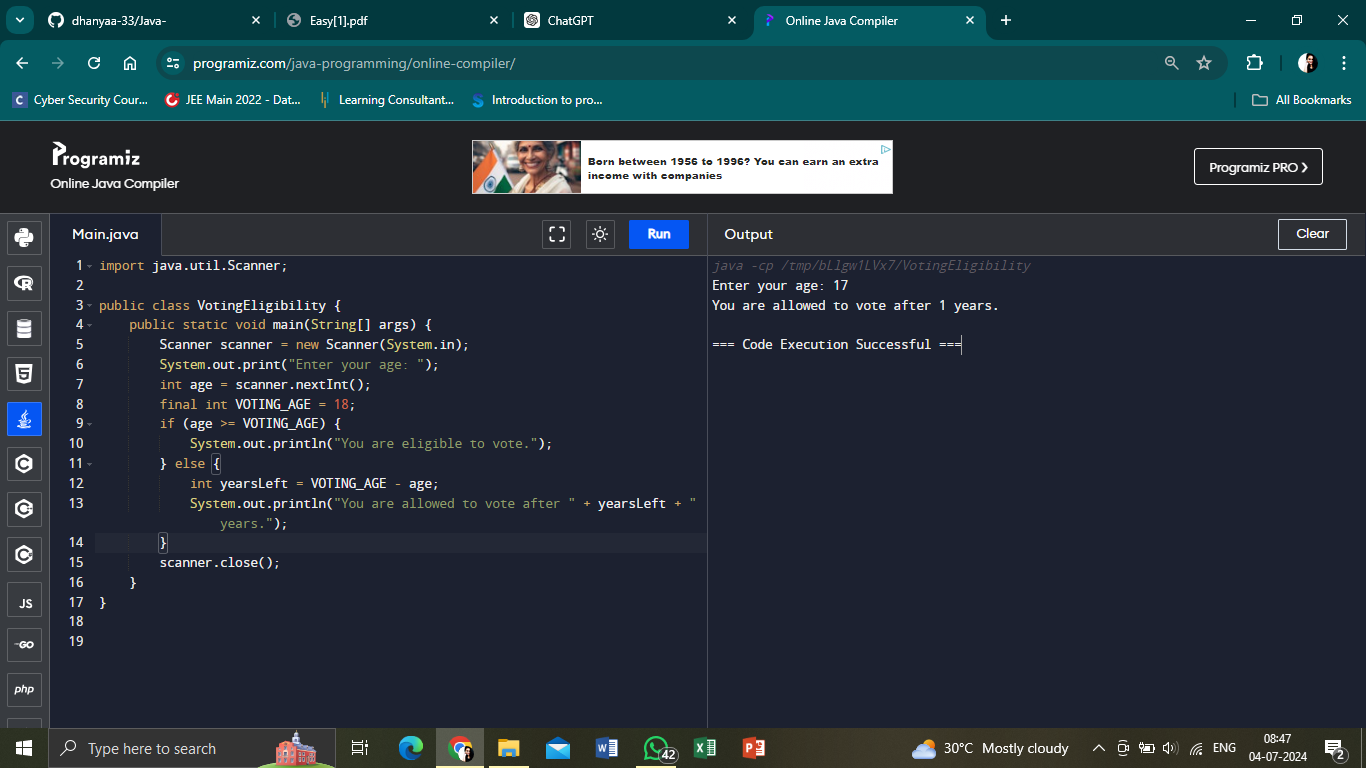 dhanyaa-33/Java-
Easy[1].pdf
ChatGPT
Online Java Compiler
programiz.com/java-programming/online-compiler/
Cyber Security Cour...
JEE Main 2022 - Dat...
Learning Consultant...
Introduction to pro...
All Bookmarks
Programiz
Online Java Compiler
Born between 1956 to 1996? You can earn an extra
income with companies
Programiz PRO
Main.java
Run
Output
Clear
1 import java.util.Scanner;
2
3 public class VotingEligibility {
4 public static void main(String[] args) {
5 Scanner scanner = new Scanner(System.in);
6 System.out.print("Enter your age: ");
7 int age = scanner.nextInt();
8 final int VOTING_AGE = 18;
9 if (age >= VOTING_AGE) {
10 System.out.println("You are eligible to vote.");
11 } else {
12 int yearsLeft = VOTING_AGE - age;
13 System.out.println("You are allowed to vote after " + yearsLeft + "
years.");
14 }
15 scanner.close();
16 }
17 }
18
19
java -cp /tmp/bLlgw1LVx7/VotingEligibility
Enter your age: 17
You are allowed to vote after 1 years.
=== Code Execution Successful ===
JS
GO
php
Type here to search
42
30°C Mostly cloudy
ENG
08:47
04-07-2024
2